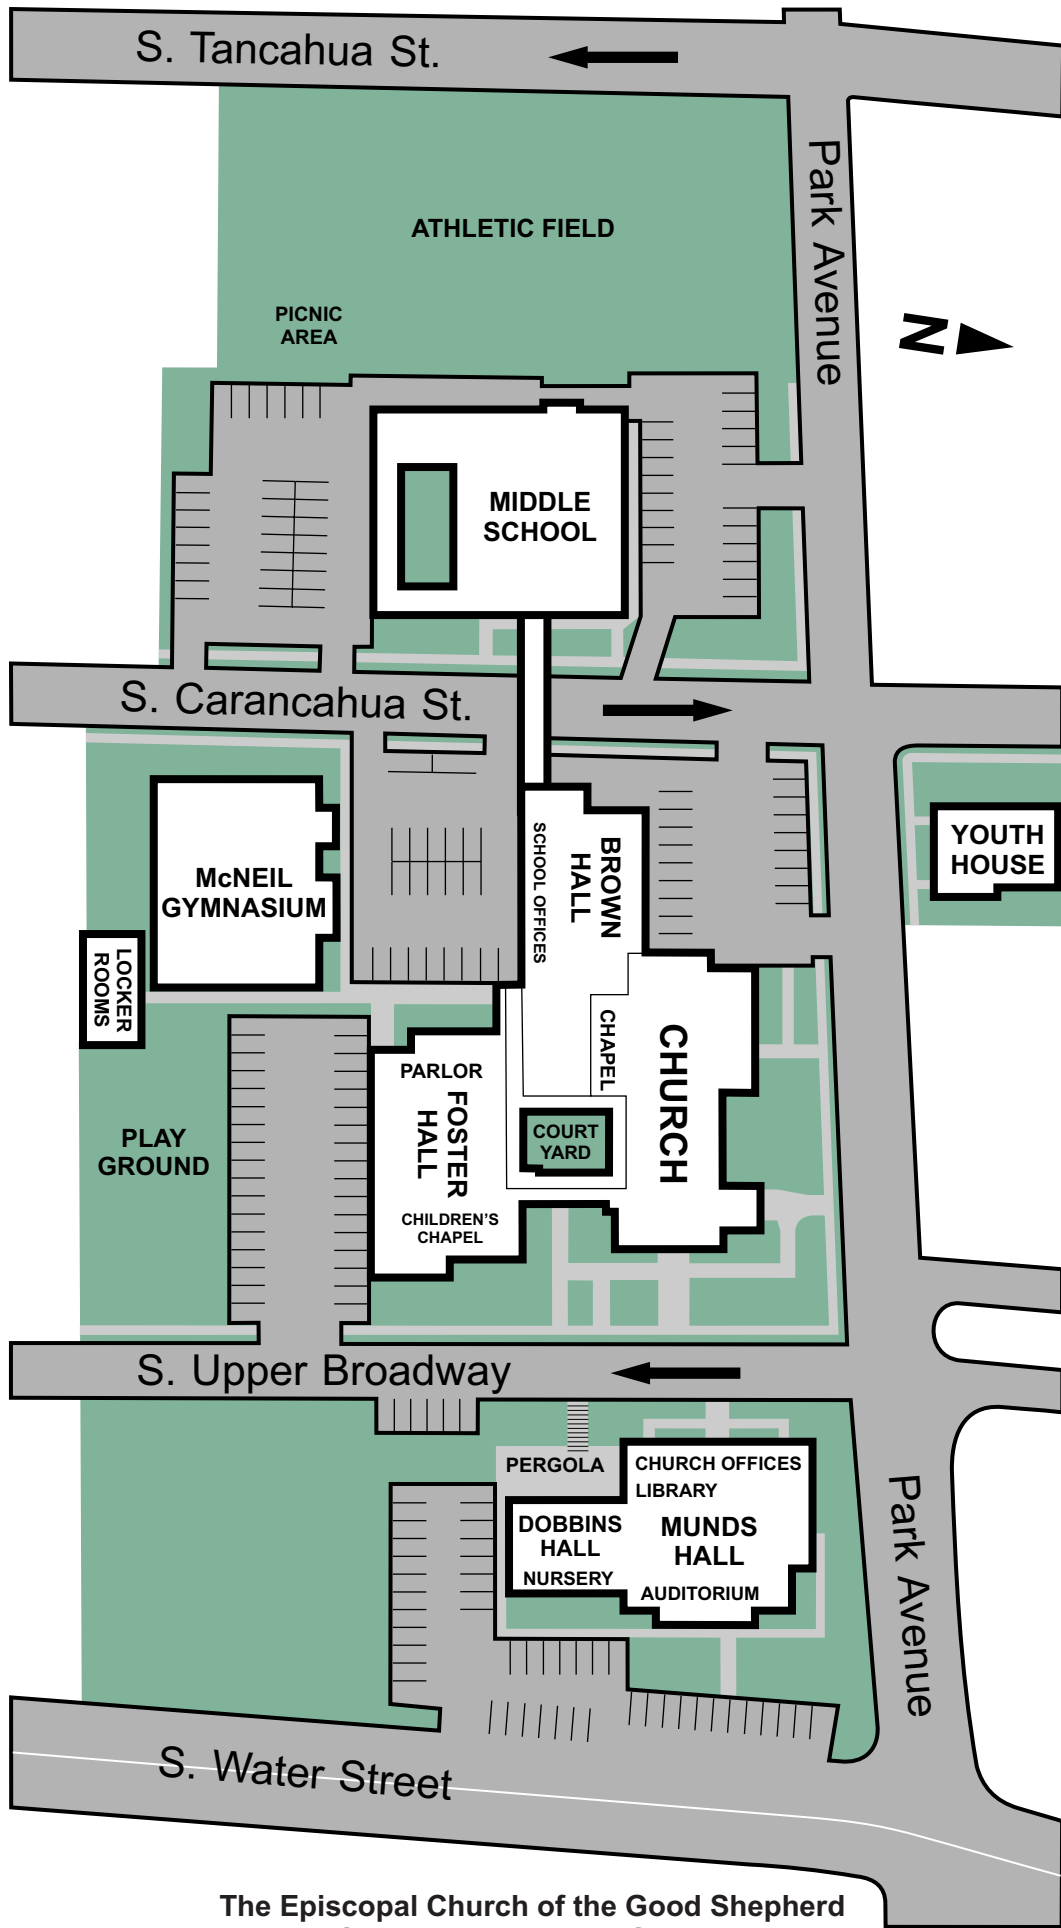 S. Tancahua St.
Park Avenue
ATHLETIC FIELD
PICNIC
AREA
N
MIDDLE
SCHOOL
S. Carancahua St.
SCHOOL OFFICES
BROWN
HALL
YOUTH
HOUSE
McNEIL
GYMNASIUM
LOCKER
ROOMS
CHAPEL
CHURCH
PARLOR
FOSTER
HALL
COURT
YARD
PLAY
GROUND
CHILDREN'S
CHAPEL
S. Upper Broadway
PERGOLA
CHURCH OFFICES
LIBRARY
DOBBINS
HALL
NURSERY
MUNDS
HALL
AUDITORIUM
Park Avenue
S. Water Street
The Episcopal Church of the Good Shepherd